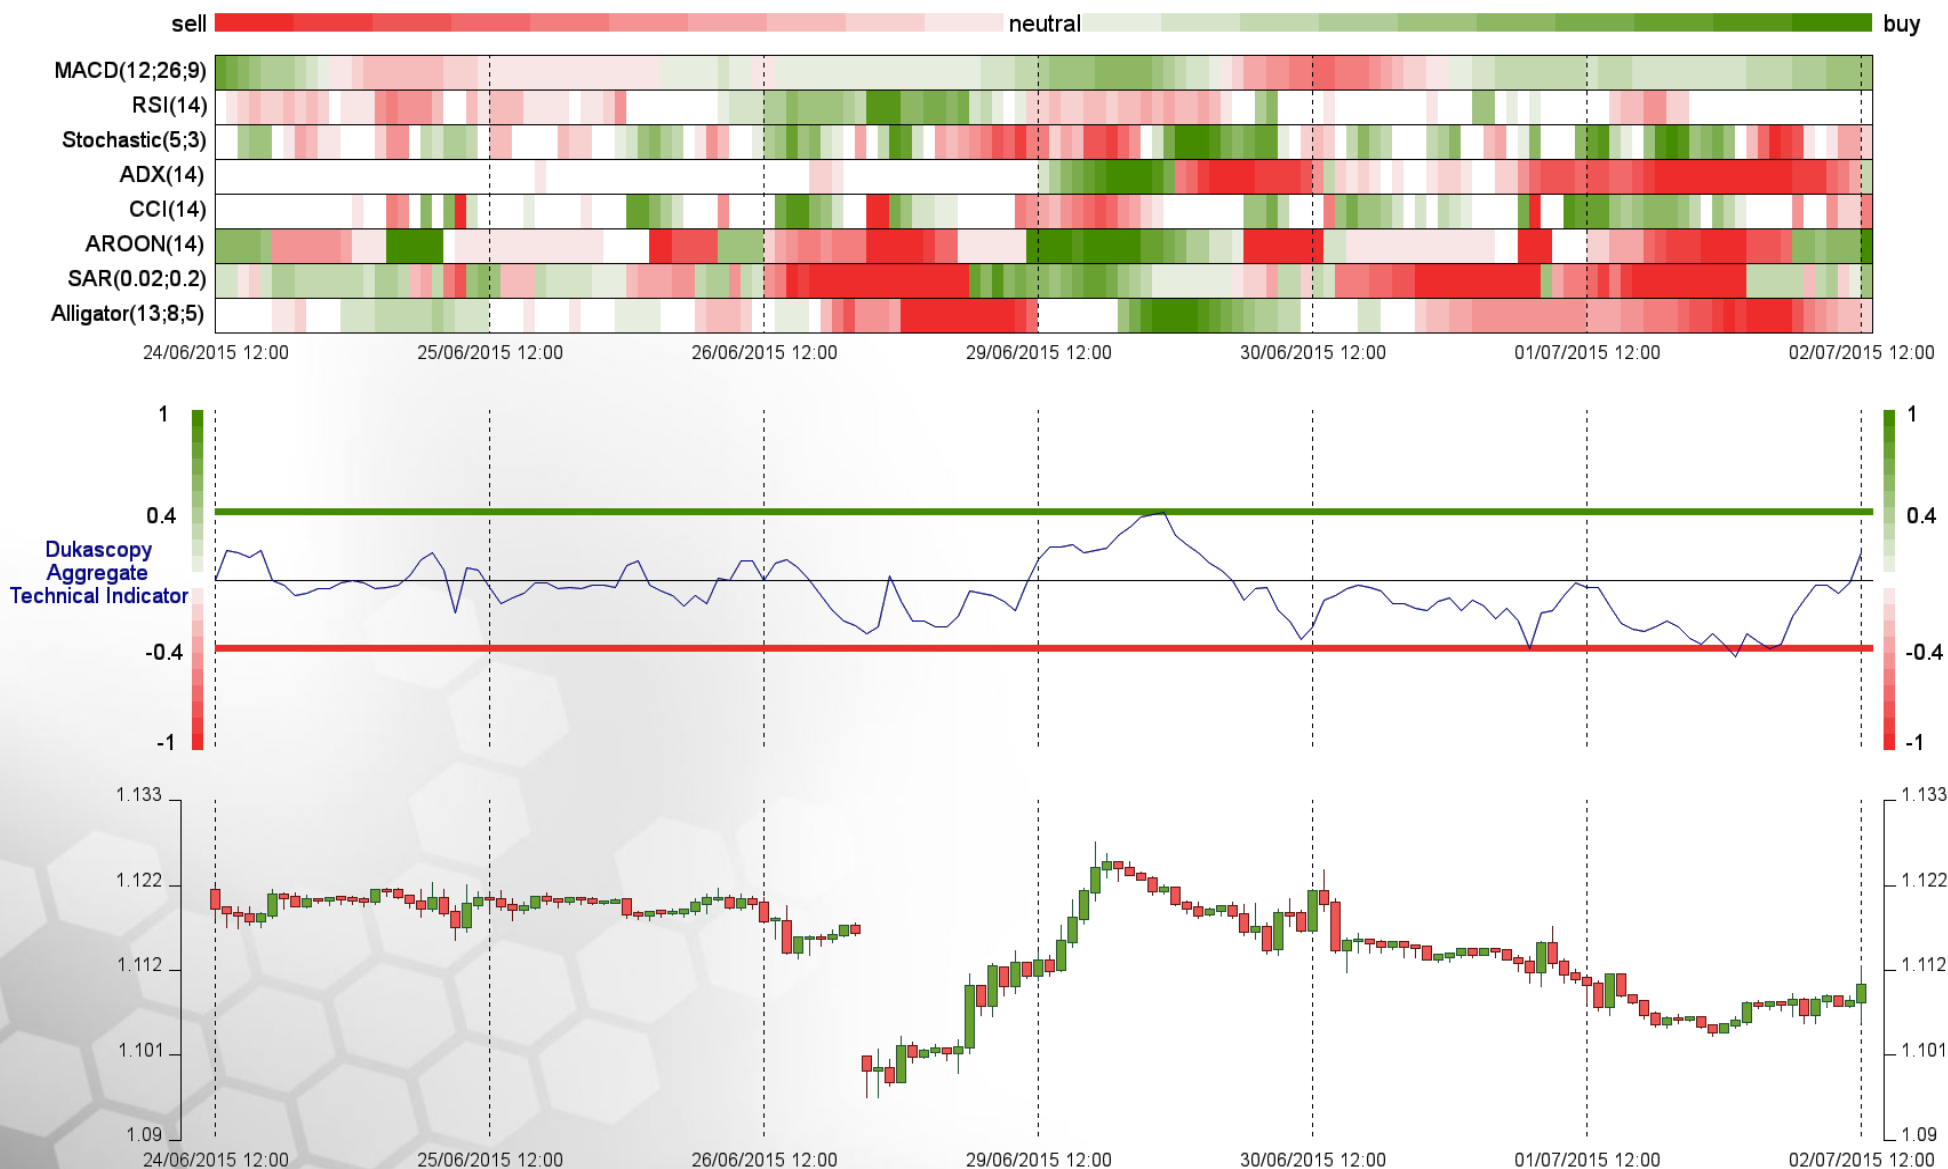 sell neutral buy
MACD(12;26;9)
RSI(14)
Stochastic(5;3)
ADX(14)
CCI(14)
AROON(14)
SAR(0.02;0.2)
Alligator(13;8;5)
24/06/2015 12:00 25/06/2015 12:00 26/06/2015 12:00 29/06/2015 12:00 30/06/2015 12:00 01/07/2015 12:00 02/07/2015 12:00
1 1
0.4 0.4
Dukascopy
Aggregate
Technical Indicator
-0.4 -0.4
-1 -1
1.133 1.133
1.122 1.122
1.112 1.112
1.101 1.101
1.09 1.09
24/06/2015 12:00 25/06/2015 12:00 26/06/2015 12:00 29/06/2015 12:00 30/06/2015 12:00 01/07/2015 12:00 02/07/2015 12:00